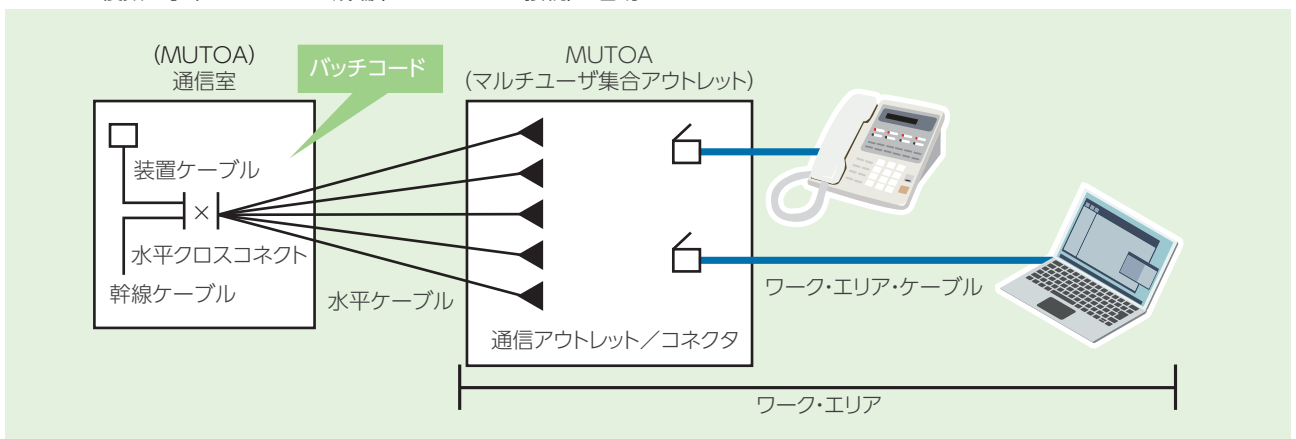 (MUTOA)
通信室
バッチコード
MUTOA
(マルチユーザ集合アウトレット)
装置ケーブル
×
水平クロスコネクト
幹線ケーブル
水平ケーブル
ワーク・エリア・ケーブル
通信アウトレット／コネクタ
ワーク・エリア